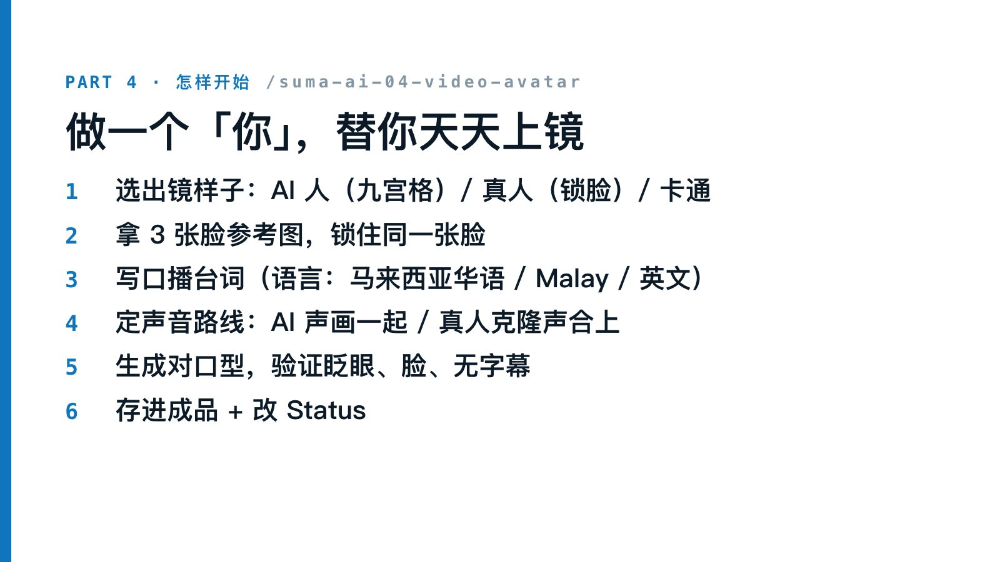 PART 4 · 怎样开始 /suma-ai-04-video-avatar
做一个「你」，替你天天上镜
1 选出镜样子：AI 人（九宫格）/ 真人（锁脸）/ 卡通
2 拿 3 张脸参考图，锁住同一张脸
3 写口播台词（语言：马来西亚华语 / Malay / 英文）
4 定声音路线：AI 声画一起 / 真人克隆声合上
5 生成对口型，验证眨眼、脸、无字幕
6 存进成品 + 改 Status